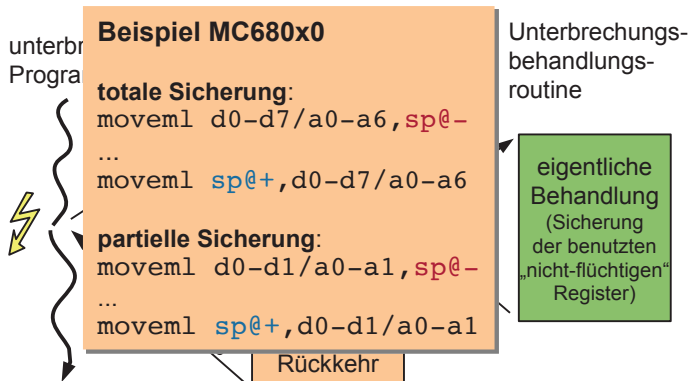 unterbr
Progra
Beispiel MC680x0
totale Sicherung:
moveml d0-d7/a0-a6,sp@-
...
moveml sp@+,d0-d7/a0-a6
partielle Sicherung:
moveml d0-d1/a0-a1,sp@-
...
moveml sp@+,d0-d1/a0-a1
Rückkehr
Unterbrechungs-
behandlungs-
routine
eigentliche
Behandlung
(Sicherung
der benutzten
„nicht-flüchtigen“
Register)